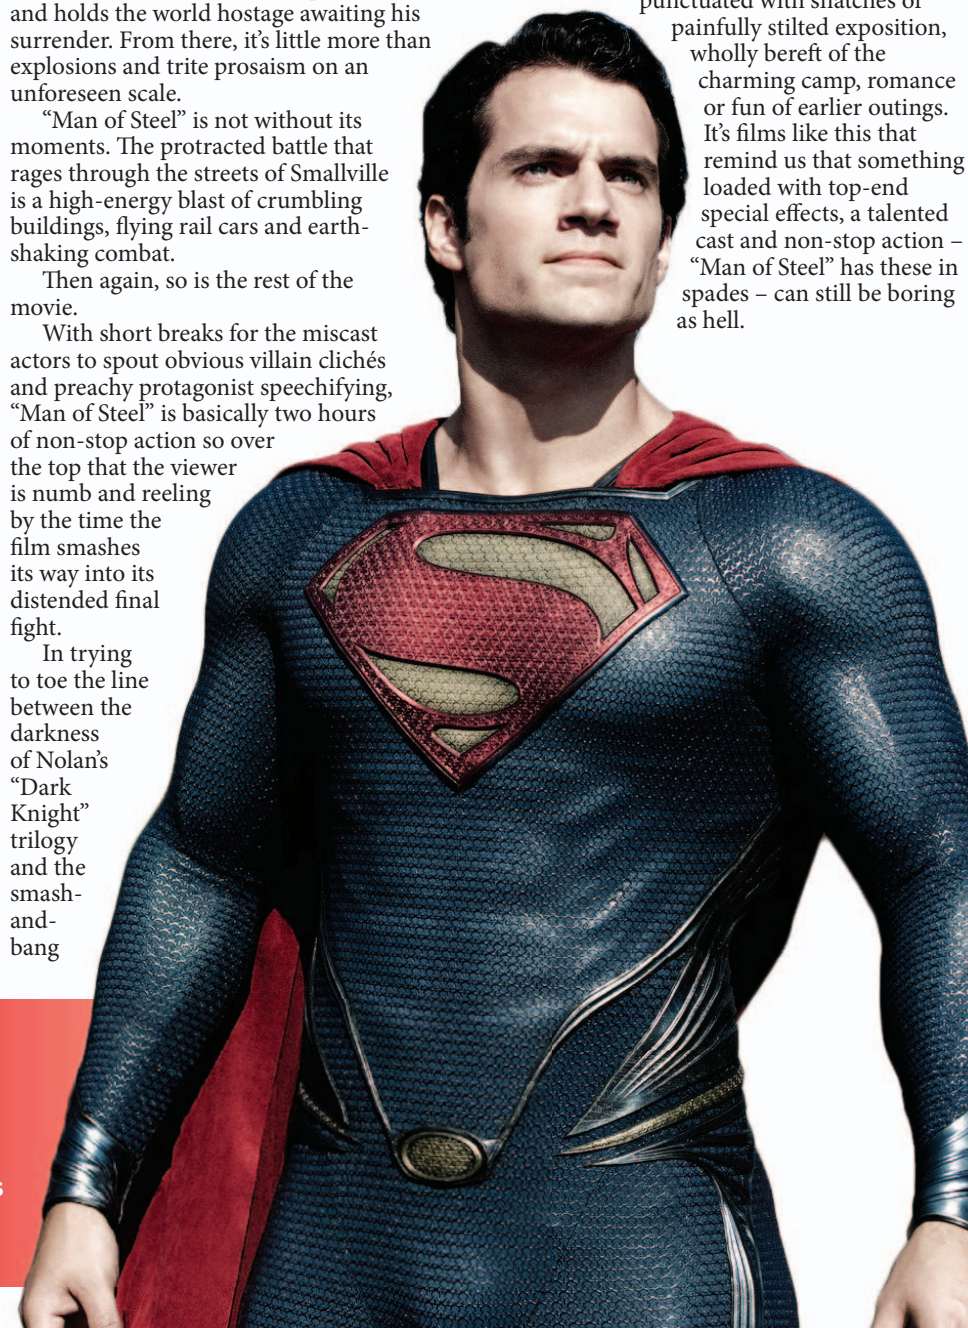 and holds the world hostage awaiting his
surrender. From there, it’s little more than
explosions and trite prosaism on an
unforeseen scale.
“Man of Steel” is not without its
moments. The protracted battle that
rages through the streets of Smallville
is a high-energy blast of crumbling
buildings, flying rail cars and earth-
shaking combat.
Then again, so is the rest of the
movie.
With short breaks for the miscast
actors to spout obvious villain clichés
and preachy protagonist speechifying,
“Man of Steel” is basically two hours
of non-stop action so over
the top that the viewer
is numb and reeling
by the time the
film smashes
its way into its
distended final
fight.
In trying
to toe the line
between the
darkness
of Nolan’s
“Dark
Knight”
trilogy
and the
smash-
and-
bang
punctuated with snatches of
painfully stilted exposition,
wholly bereft of the
charming camp, romance
or fun of earlier outings.
It’s films like this that
remind us that something
loaded with top-end
special effects, a talented
cast and non-stop action –
“Man of Steel” has these in
spades – can still be boring
as hell.
s